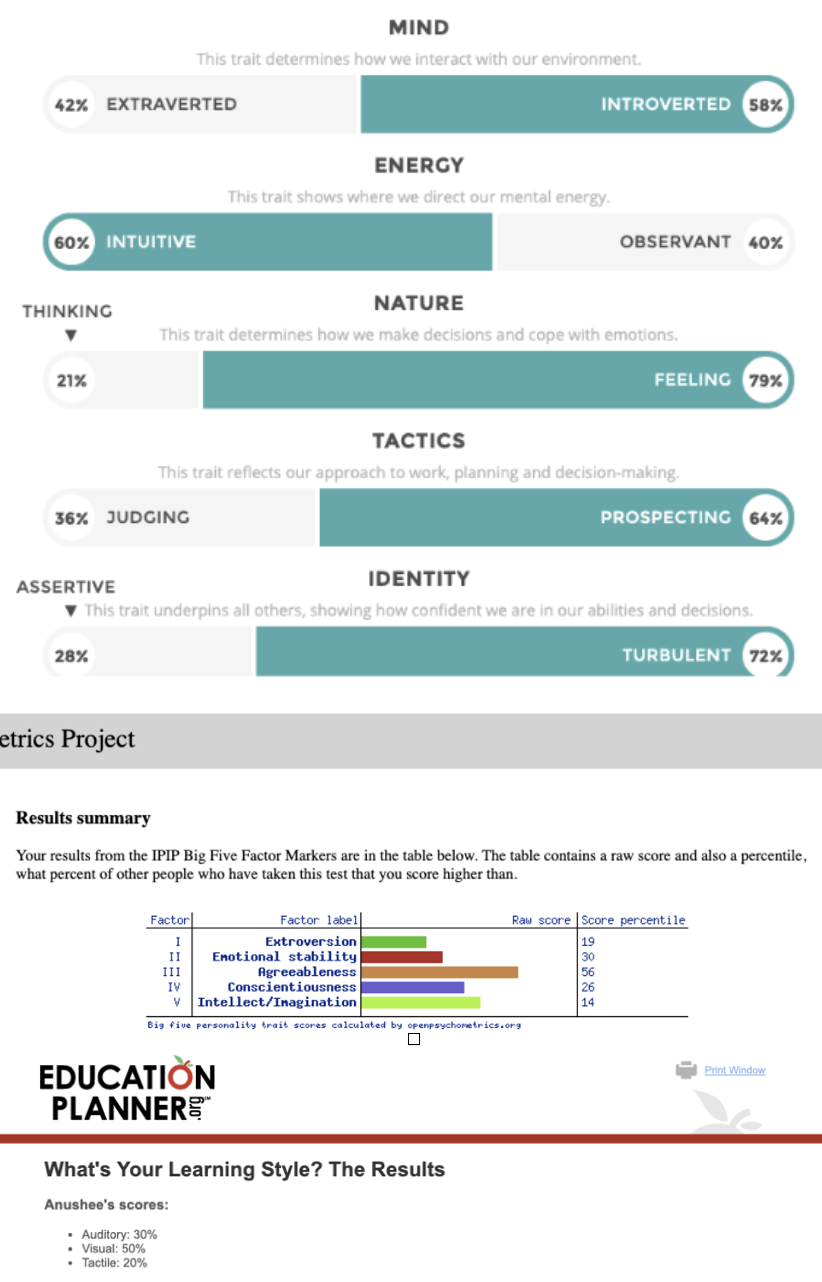 MIND
This trait determines how we interact with our environment.
42% EXTRAVERTED INTROVERTED 58%
ENERGY
This trait shows where we direct our mental energy.
60% INTUITIVE OBSERVANT 40%
NATURE
THINKING
This trait determines how we make decisions and cope with emotions.
21% FEELING 79%
TACTICS
This trait reflects our approach to work, planning and decision-making.
36% JUDGING PROSPECTING 64%
IDENTITY
ASSERTIVE
This trait underpins all others, showing how confident we are in our abilities and decisions.
28% TURBULENT 72%
etrics Project
Results summary
Your results from the IPIP Big Five Factor Markers are in the table below. The table contains a raw score and also a percentile,
what percent of other people who have taken this test that you score higher than.
Factor Factor label Raw score Score percentile
I Extroversion 19
II Emotional stability 30
III Agreeableness 56
IV Conscientiousness 26
V Intellect/Imagination 14
Big five personality trait scores calculated by openpsychometrics.org
EDUCATION
PLANNER.org™
Print Window
What's Your Learning Style? The Results
Anushee's scores:
• Auditory: 30%
• Visual: 50%
• Tactile: 20%